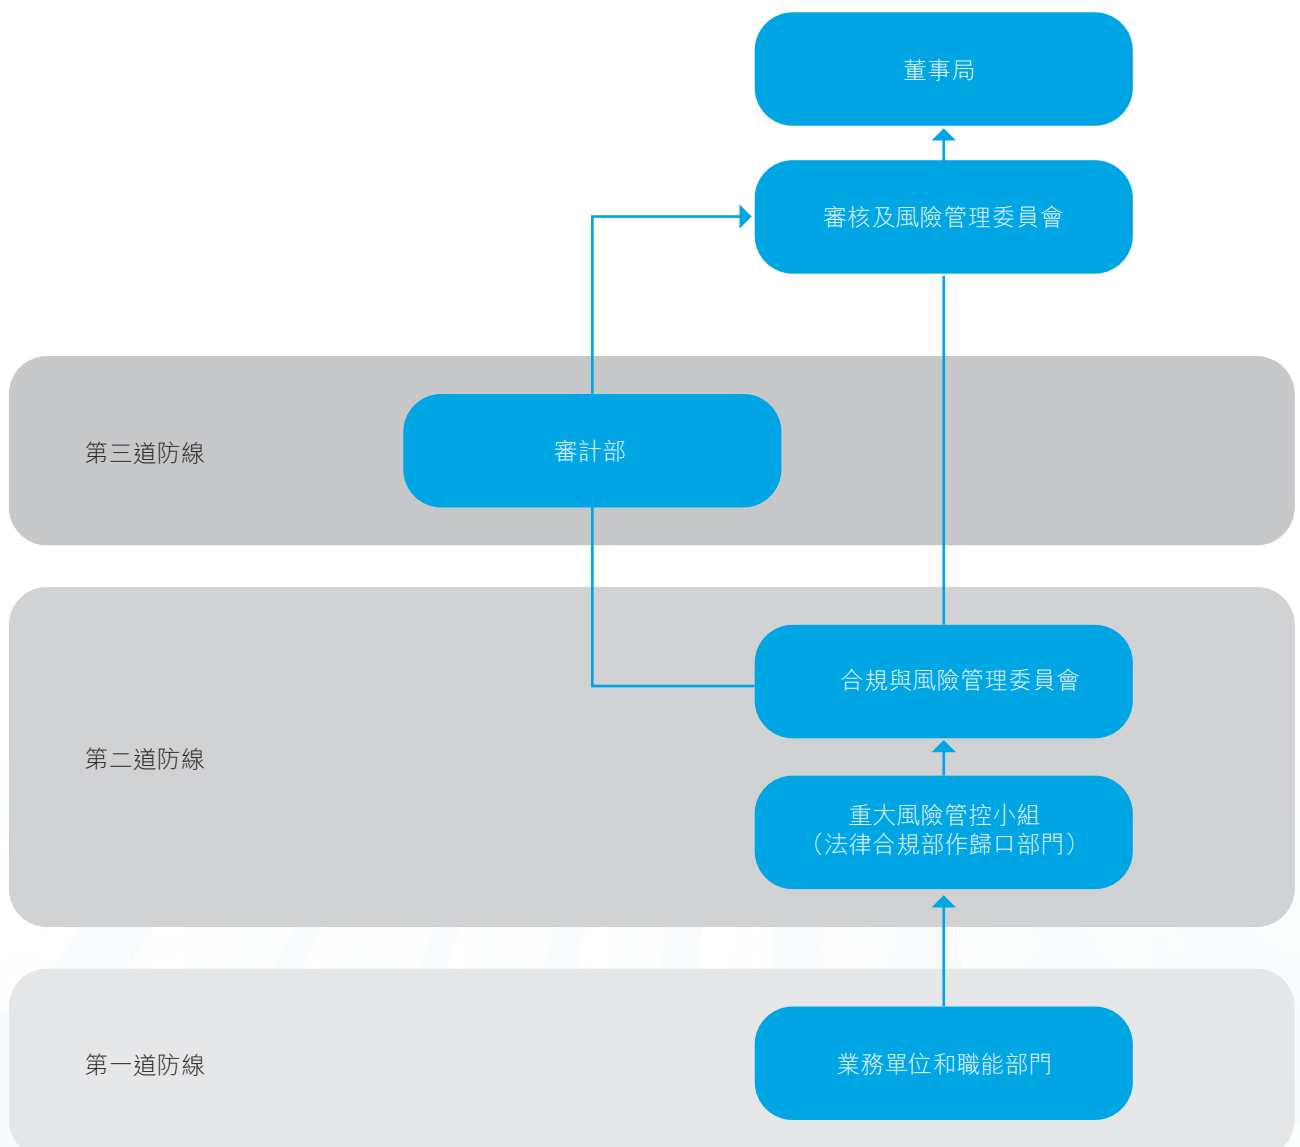 董事局
審核及風險管理委員會
第三道防線
審計部
合規與風險管理委員會
第二道防線
重大風險管控小組
（法律合規部作歸口部門）
第一道防線
業務單位和職能部門